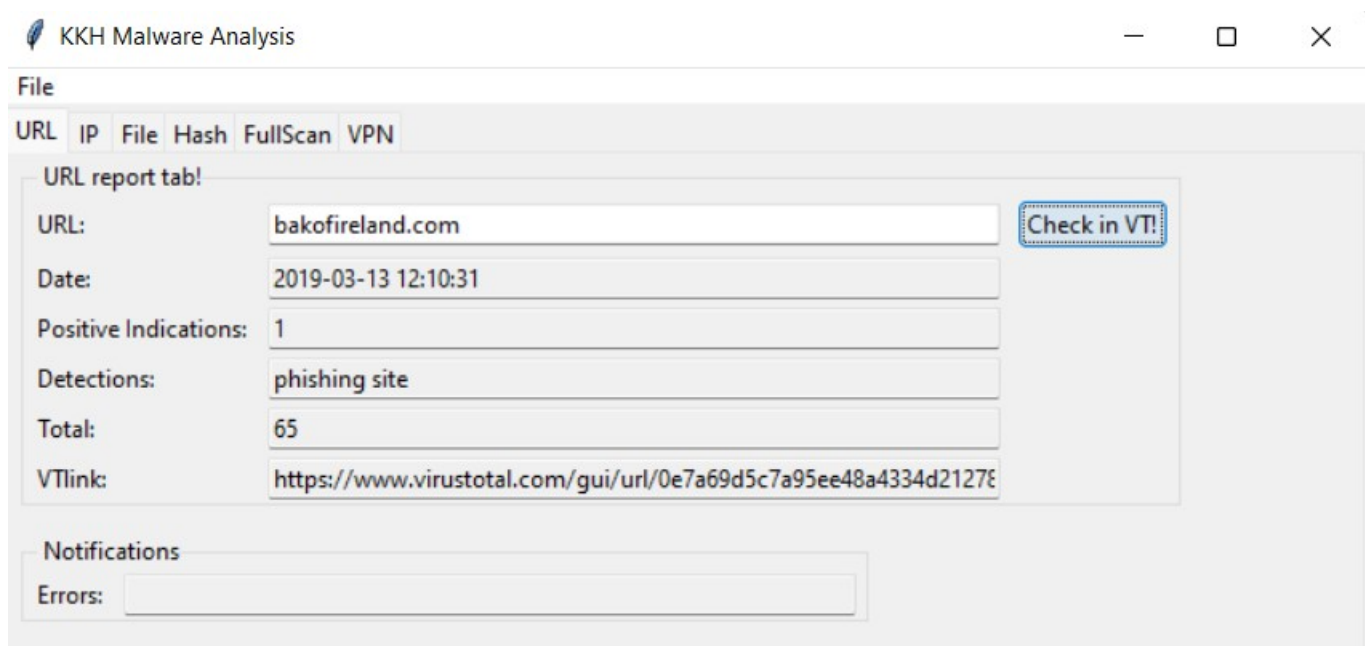 KKH Malware Analysis
File
URL IP File Hash FullScan VPN
URL report tab!
URL: bakofireland.com Check in VT!
Date: 2019-03-13 12:10:31
Positive Indications: 1
Detections: phishing site
Total: 65
VTlink: https://www.virustotal.com/gui/url/0e7a69d5c7a95ee48a4334d21278
Notifications
Errors: